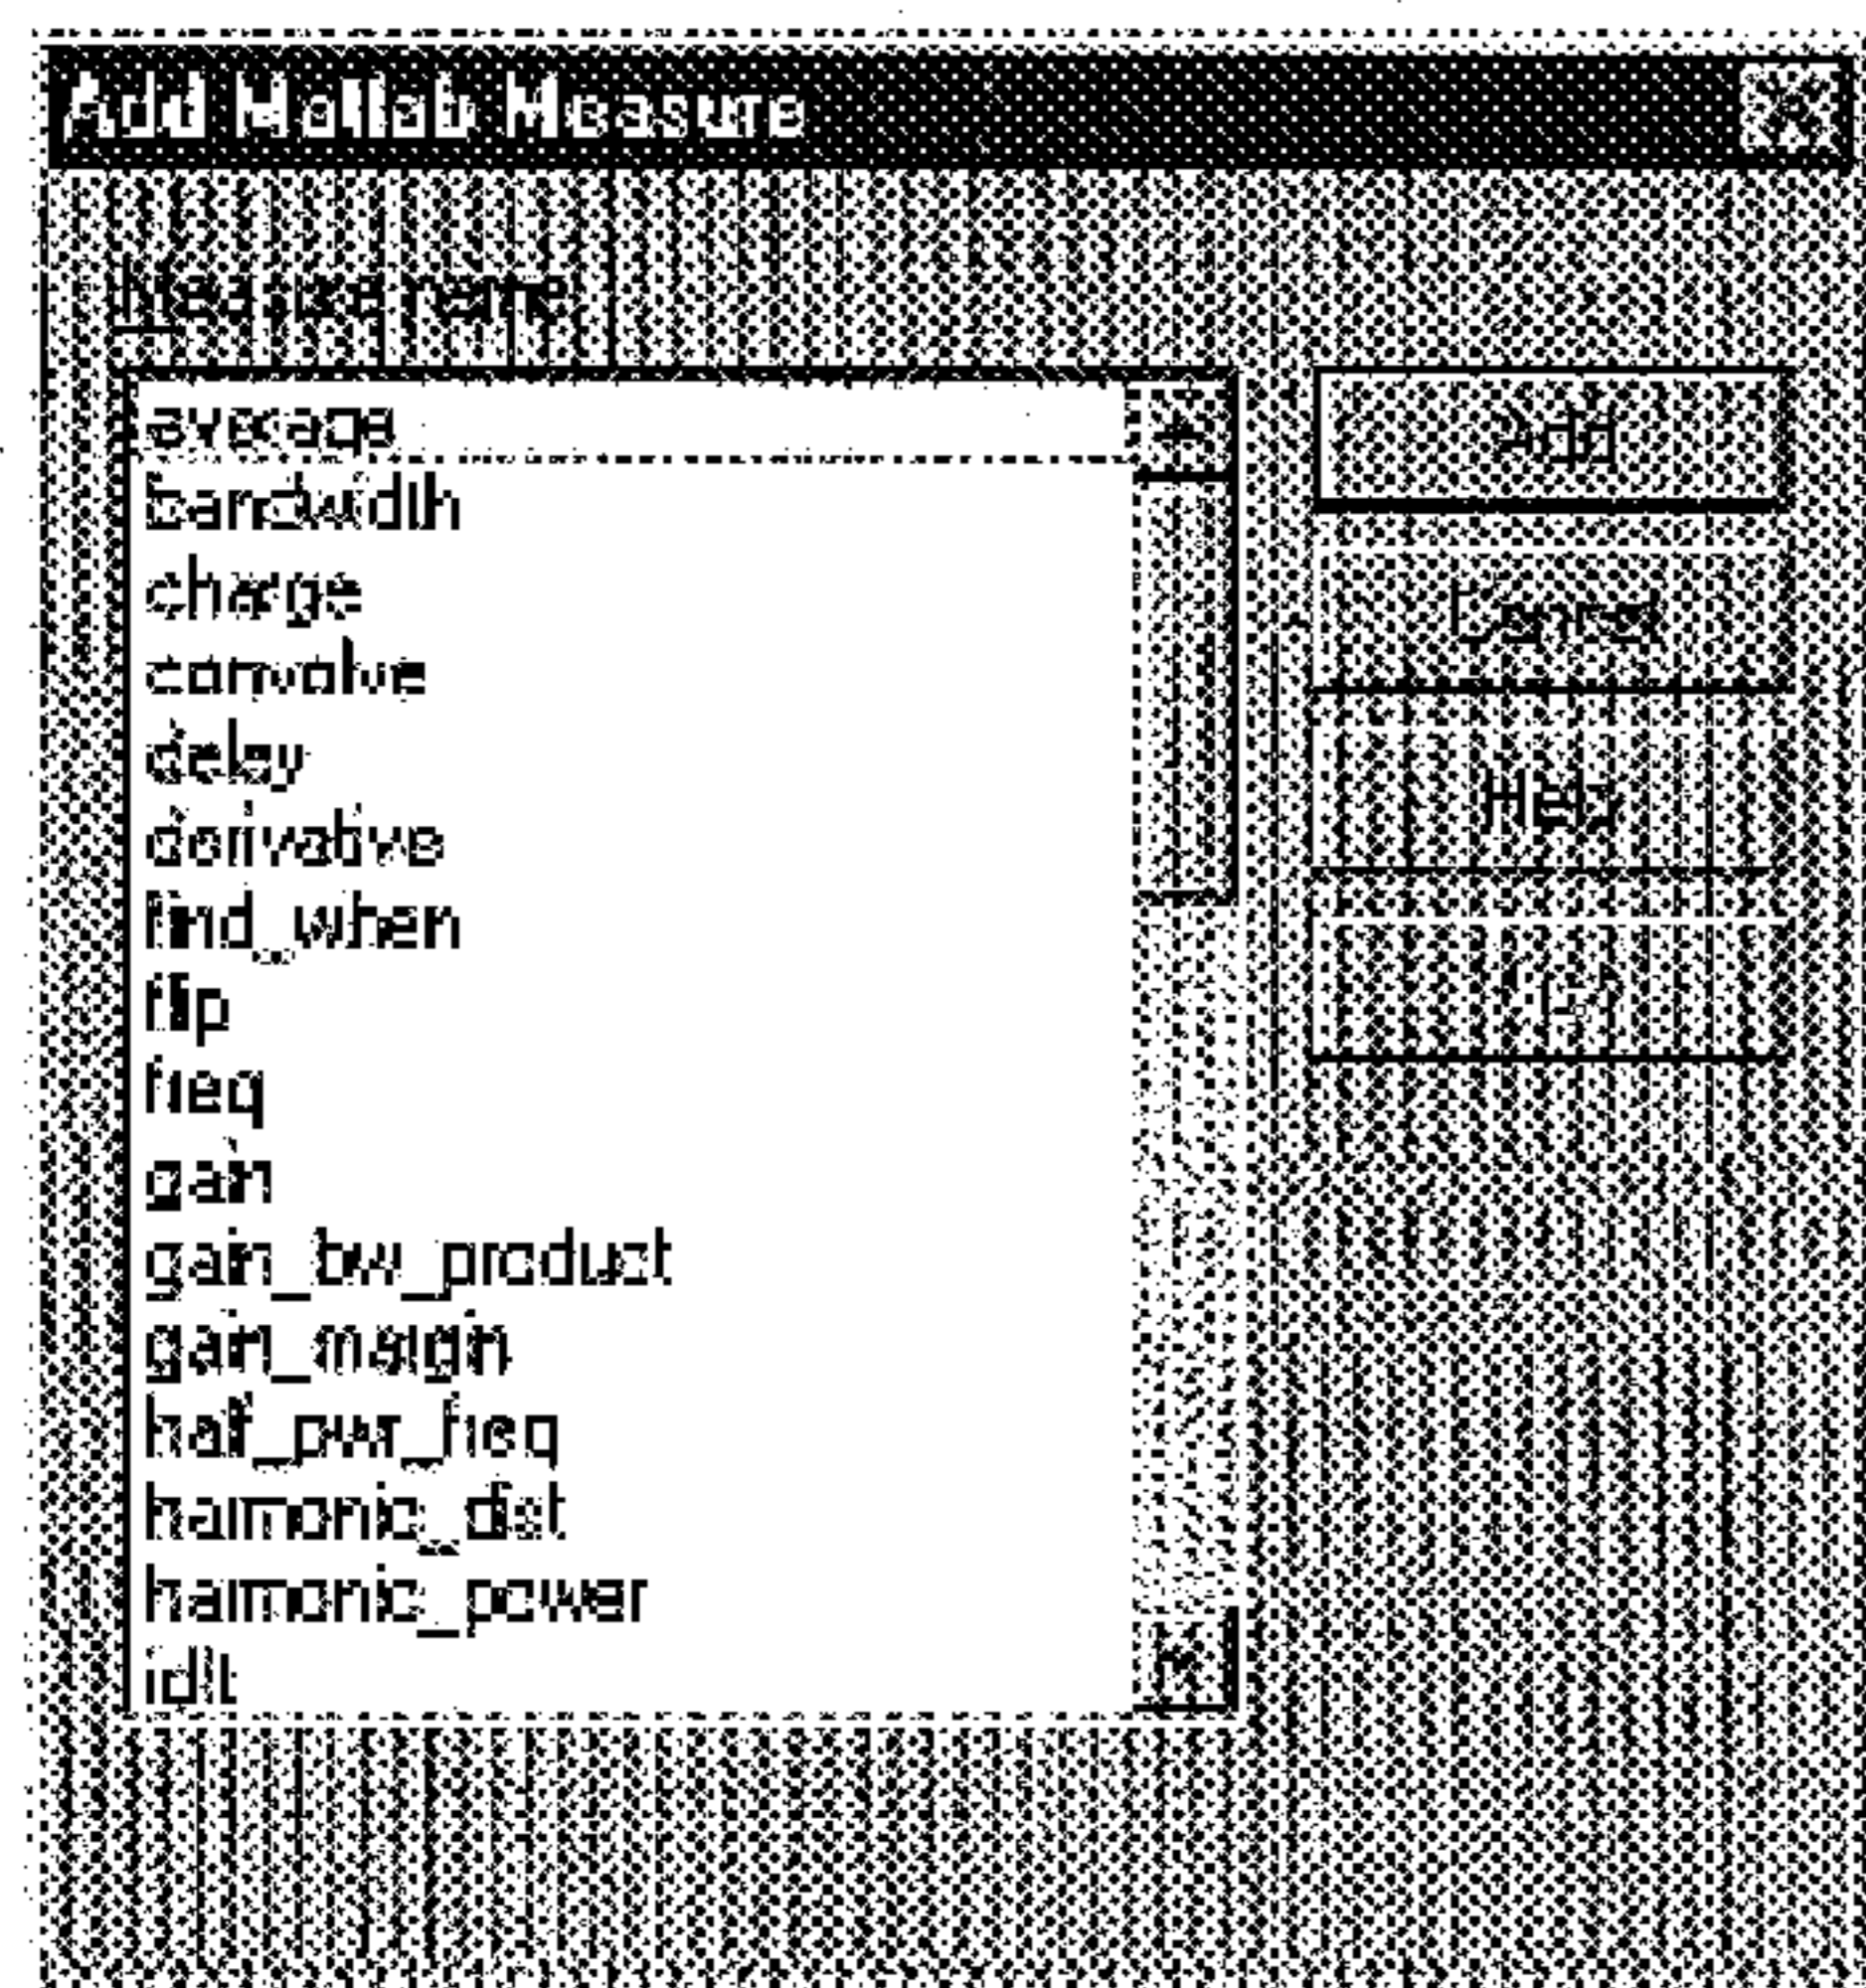 Add Matlab Measure
Measure name
average
bandwidth
charge
convolve
delay
derivative
find_when
flip
freq
gain
gain_bw_product
gain_margin
half_pwr_freq
harmonic_dist
harmonic_power
Add
Cancel
Help